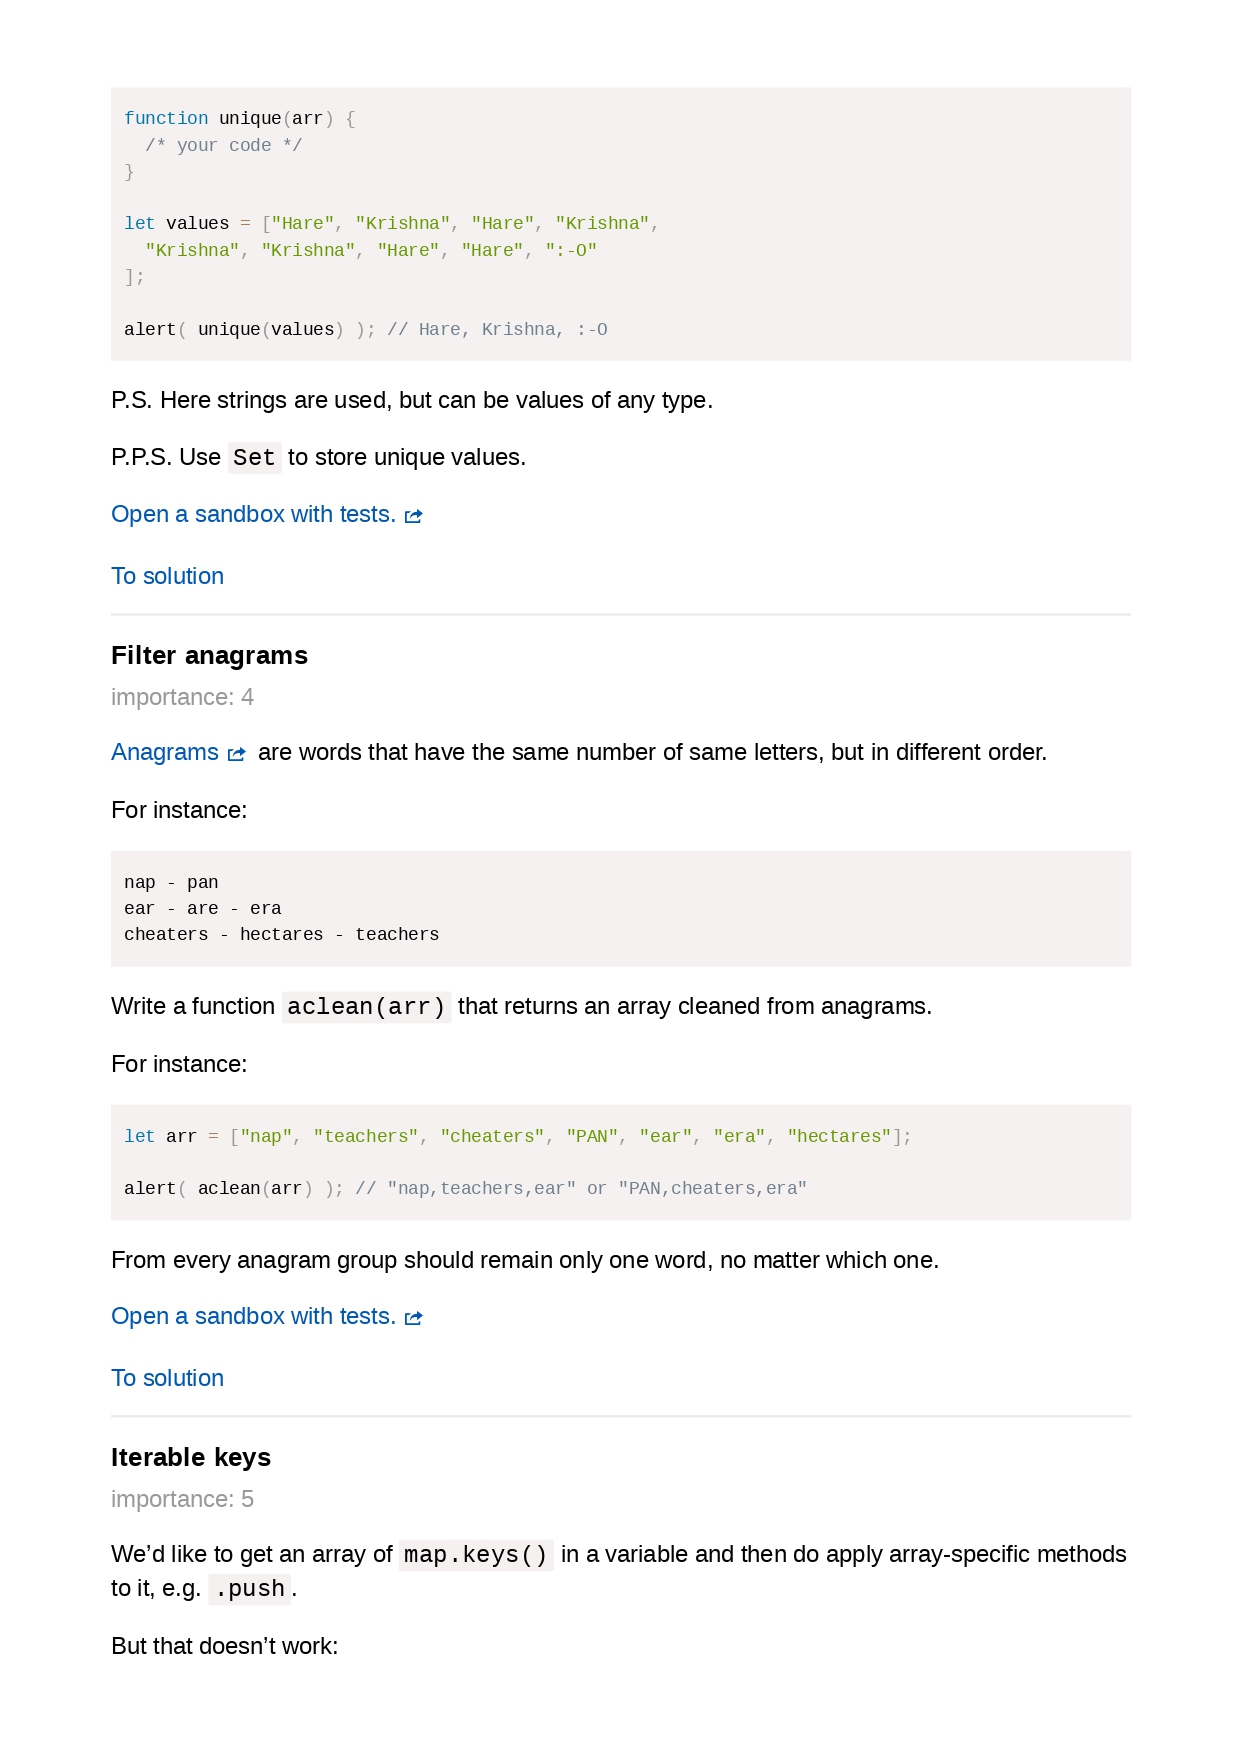 function unique(arr) {
  /* your code */
}
let values = ["Hare", "Krishna", "Hare", "Krishna",
  "Krishna", "Krishna", "Hare", "Hare", ":-O"
];
alert( unique(values) ); // Hare, Krishna, :-O
P.S. Here strings are used, but can be values of any type.
P.P.S. Use Set to store unique values.
Open a sandbox with tests.
To solution
Filter anagrams
importance: 4
Anagrams are words that have the same number of same letters, but in different order.
For instance:
nap - pan
ear - are - era
cheaters - hectares - teachers
Write a function aclean(arr) that returns an array cleaned from anagrams.
For instance:
let arr = ["nap", "teachers", "cheaters", "PAN", "ear", "era", "hectares"];
alert( aclean(arr) ); // "nap,teachers,ear" or "PAN,cheaters,era"
From every anagram group should remain only one word, no matter which one.
Open a sandbox with tests.
To solution
Iterable keys
importance: 5
We’d like to get an array of map.keys() in a variable and then do apply array-specific methods
to it, e.g. .push.
But that doesn’t work: